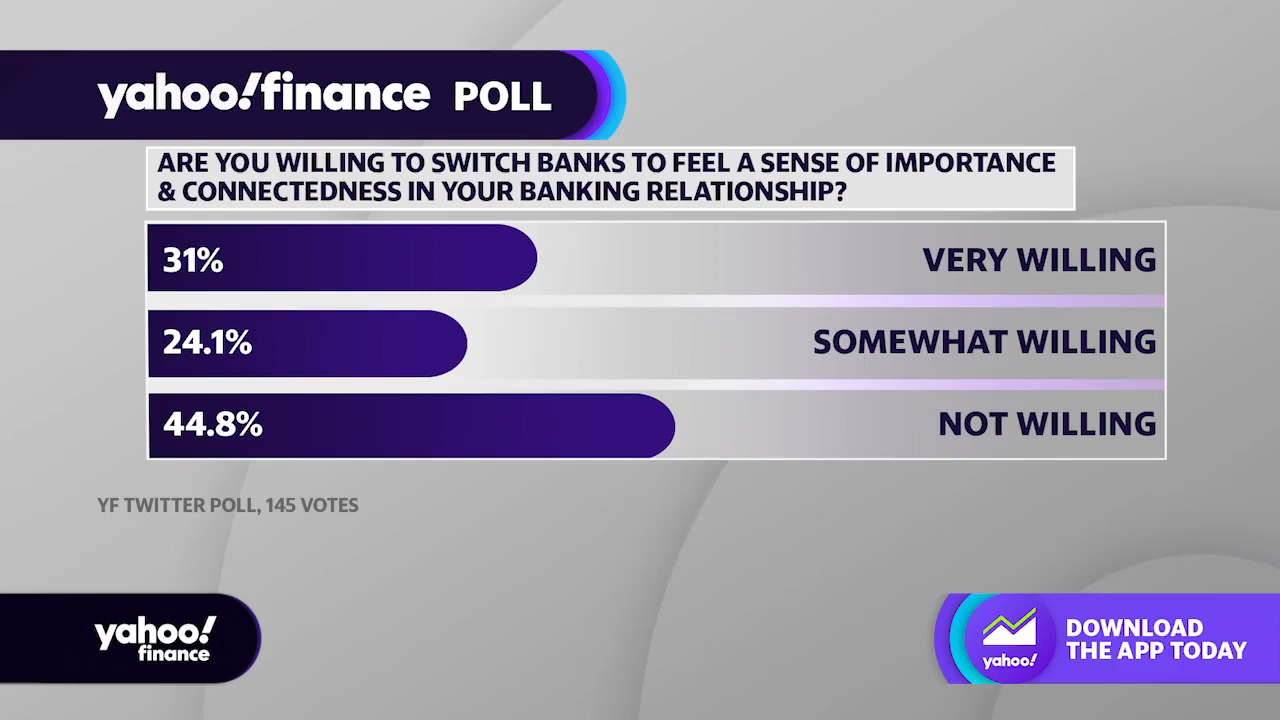 yahoo!finance POLL
ARE YOU WILLING TO SWITCH BANKS TO FEEL A SENSE OF IMPORTANCE
& CONNECTEDNESS IN YOUR BANKING RELATIONSHIP?
31% VERY WILLING
24.1% SOMEWHAT WILLING
44.8% NOT WILLING
YF TWITTER POLL, 145 VOTES
yahoo!
finance
yahoo!
DOWNLOAD
THE APP TODAY